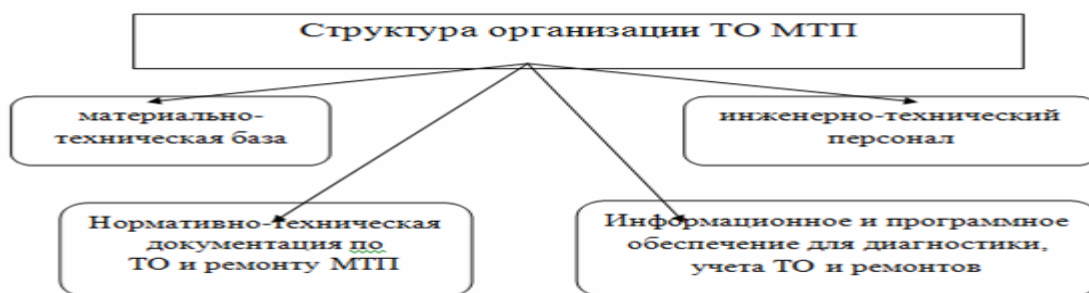 Структура организации ТО МТП
материально-
техническая база
инженерно-технический
персонал
Нормативно-техническая
документация по
ТО и ремонту МТП
Информационное и программное
обеспечение для диагностики,
учета ТО и ремонтов